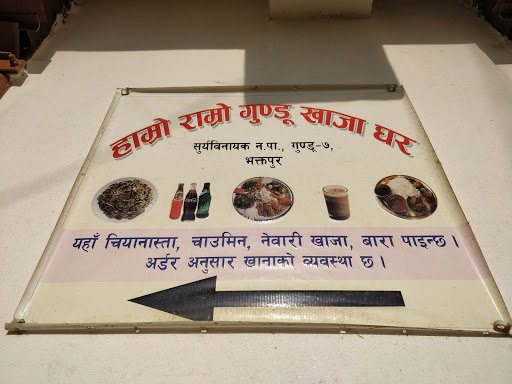 हाम्रो राम्रो गुण्डू खाजा घर
सुर्यविनायक न.पा., गुण्डू-७,
भक्तपुर
यहाँ चियानास्ता, चाउमिन, नेवारी खाजा, बारा पाइन्छ ।
अर्डर अनुसार खानाको व्यवस्था छ ।